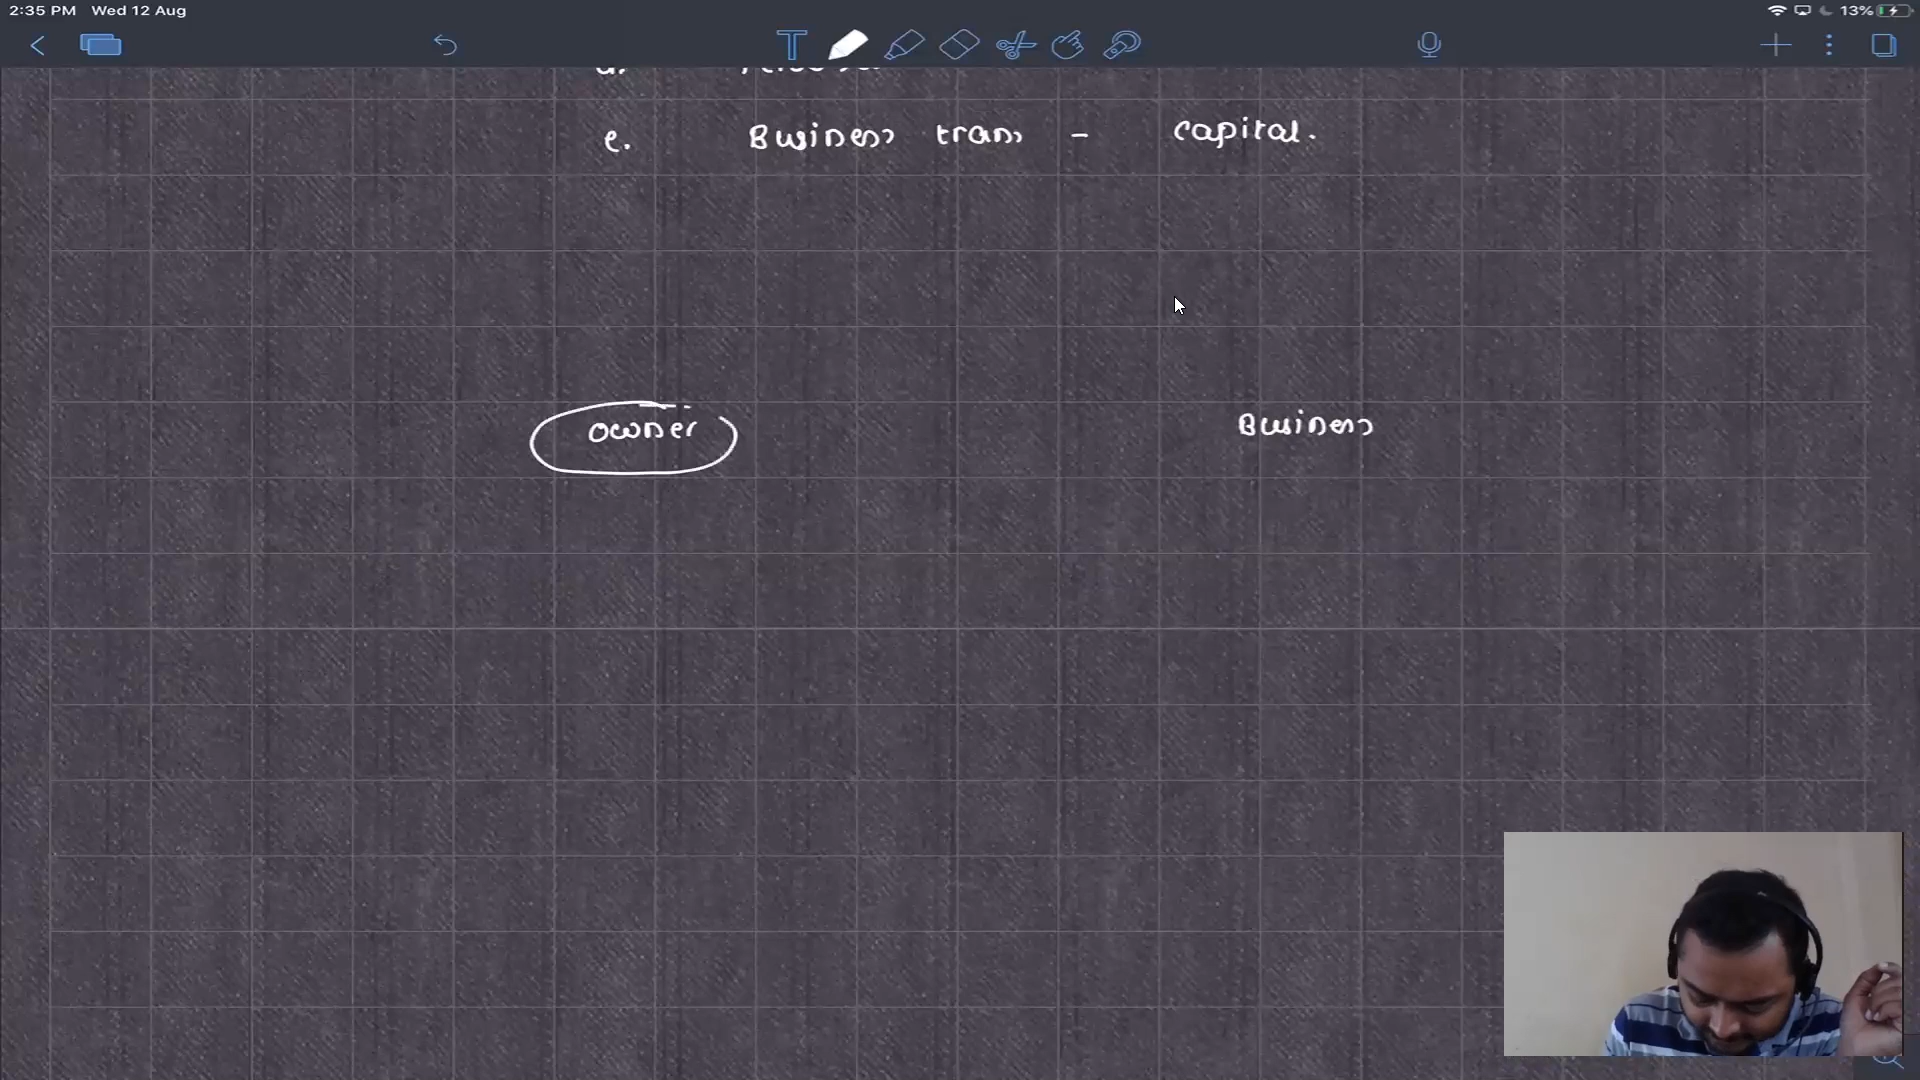 2:35 PM Wed 12 Aug 13%
T
e. Business trans - capital.
owner Business